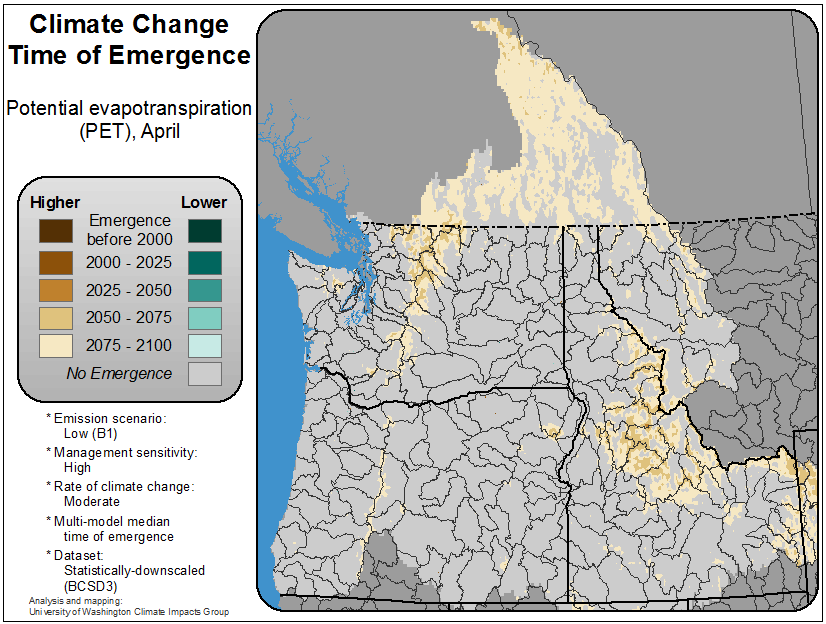 Climate Change
Time of Emergence
Potential evapotranspiration
(PET), April
Higher
Lower
Emergence
before 2000
2000 - 2025
2025 - 2050
2050 - 2075
2075 - 2100
No Emergence
* Emission scenario:
Low (B1)
* Management sensitivity:
High
* Rate of climate change:
Moderate
* Multi-model median
time of emergence
* Dataset:
Statistically-downscaled
(BCSD3)
Analysis and mapping:
University of Washington Climate Impacts Group